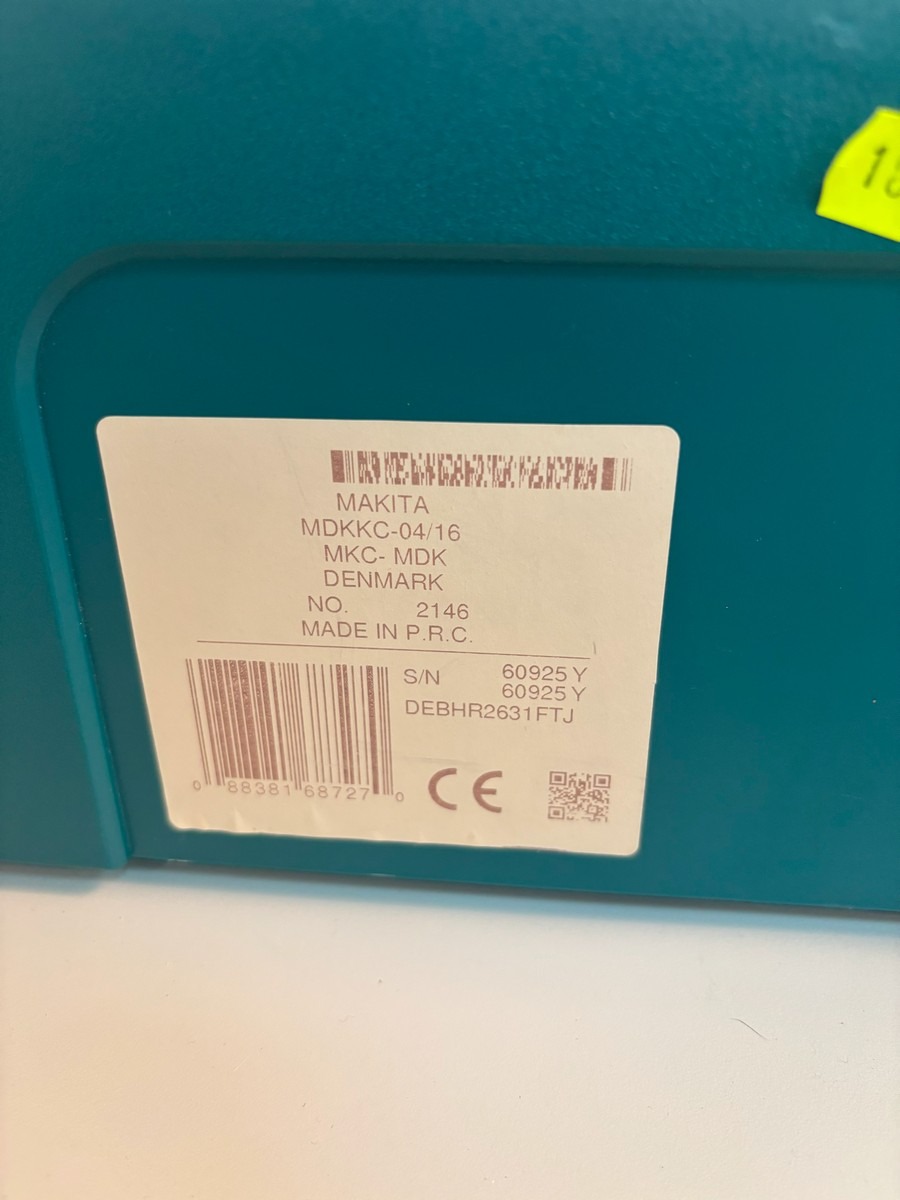 15
MAKITA
MDKKC-04/16
MKC- MDK
DENMARK
NO. 2146
MADE IN P.R.C.
S/N 60925 Y
60925 Y
DEBHR2631FTJ
0 88381 68727 0
CE